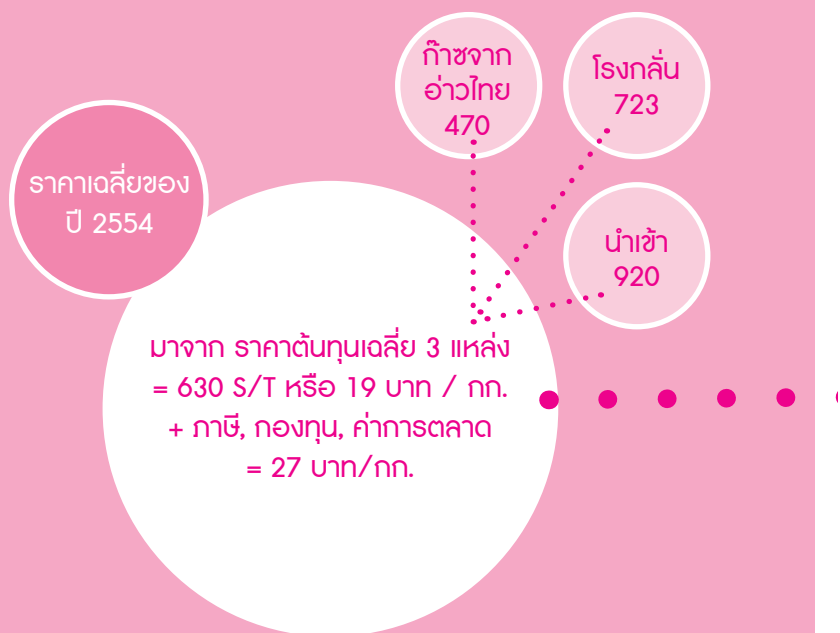 ก๊าซจาก
อ่าวไทย
470
โรงกลั่น
723
ราคาเฉลี่ยของ
ปี 2554
นำเข้า
920
มาจาก ราคาต้นทุนเฉลี่ย 3 แหล่ง
= 630 S/T หรือ 19 บาท / กก.
+ ภาษี, กองทุน, ค่าการตลาด
= 27 บาท/กก.